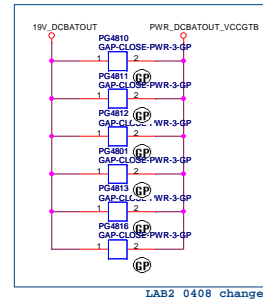 19V_DCBATOUT PWR_DCBATOUT_VCCGTB
PG4810
GAP-CLOSE-PWR-3-GP
1 2
GP
PG4811
GAP-CLOSE-PWR-3-GP
1 2
GP
PG4812
GAP-CLOSE-PWR-3-GP
1 2
GP
PG4801
GAP-CLOSE-PWR-3-GP
1 2
GP
PG4813
GAP-CLOSE-PWR-3-GP
1 2
GP
PG4816
GAP-CLOSE-PWR-3-GP
1 2
GP
LAB2 0408 change